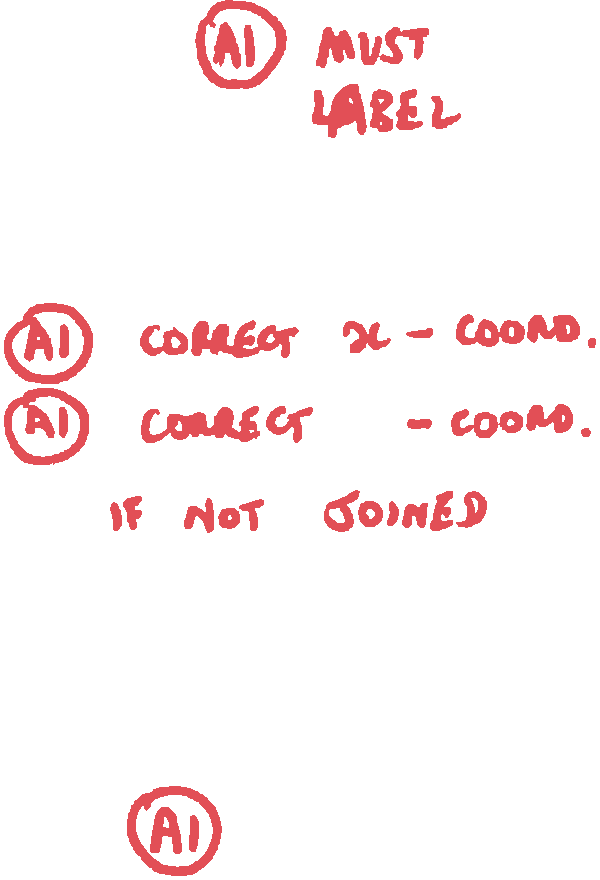 A1 MUST
LABEL
A1 CORRECT x - COORD.
A1 CORRECT - COORD.
IF NOT JOINED
A1